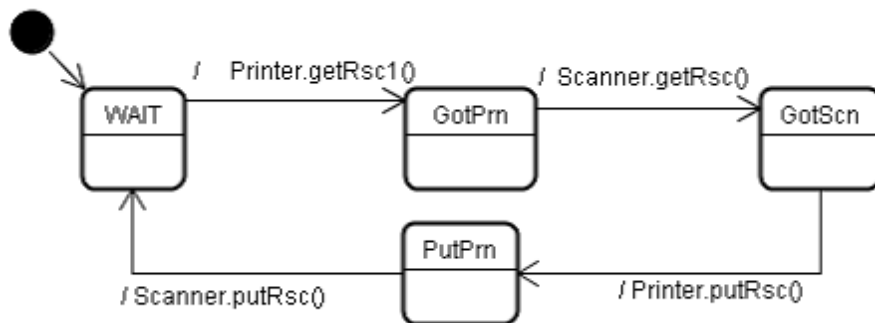 / Printer.getRsc1()
/ Scanner.getRsc()
WAIT
GotPrn
GotScn
PutPrn
/ Scanner.putRsc()
/ Printer.putRsc()